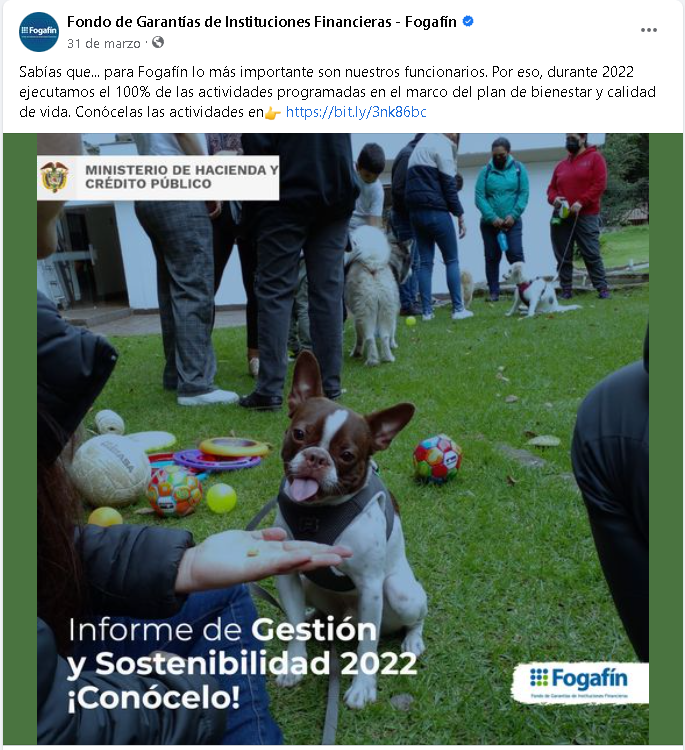 Fondo de Garantías de Instituciones Financieras - Fogafín
31 de marzo ·
Sabías que... para Fogafín lo más importante son nuestros funcionarios. Por eso, durante 2022
ejecutamos el 100% de las actividades programadas en el marco del plan de bienestar y calidad
de vida. Conócelas las actividades en👉 https://bit.ly/3nk86bc
MINISTERIO DE HACIENDA Y
CRÉDITO PÚBLICO
Informe de Gestión
y Sostenibilidad 2022
¡Conócelo!
Fogafín
Fondo de Garantías de Instituciones Financieras
Fogafín